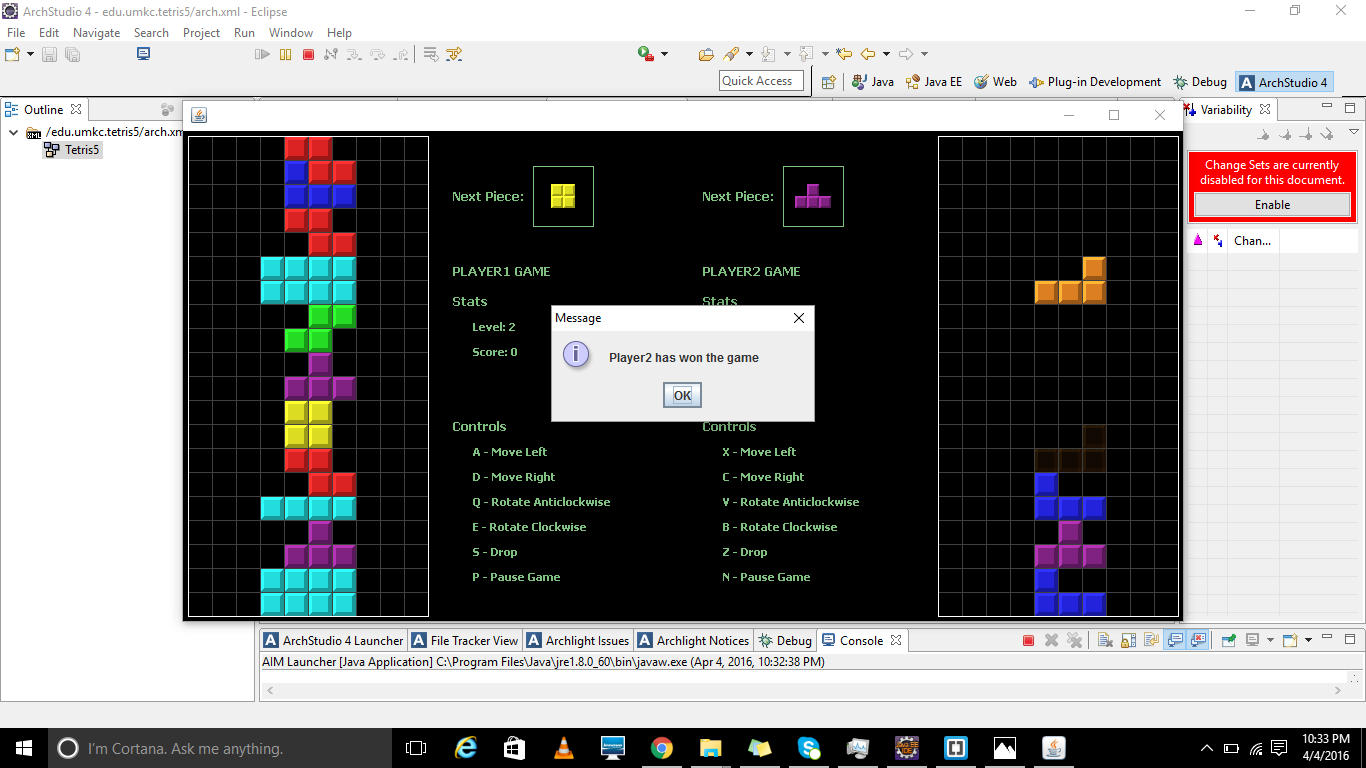 ArchStudio 4 - edu.umkc.tetris5/arch.xml - Eclipse
File Edit Navigate Search Project Run Window Help
Quick Access
Java
Java EE
Web
Plug-in Development
Debug
ArchStudio 4
Outline
/edu.umkc.tetris5/arch.xm
Tetris5
Variability
Change Sets are currently
disabled for this document.
Enable
Chan...
Next Piece:
Next Piece:
PLAYER1 GAME
PLAYER2 GAME
Stats
Stats
Level: 2
Score: 0
Message
Player2 has won the game
OK
Controls
Controls
A - Move Left
X - Move Left
D - Move Right
C - Move Right
Q - Rotate Anticlockwise
V - Rotate Anticlockwise
E - Rotate Clockwise
B - Rotate Clockwise
S - Drop
Z - Drop
P - Pause Game
N - Pause Game
ArchStudio 4 Launcher
File Tracker View
Archlight Issues
Archlight Notices
Debug
Console
AIM Launcher [Java Application] C:\Program Files\Java\jre1.8.0_60\bin\javaw.exe (Apr 4, 2016, 10:32:38 PM)
I'm Cortana. Ask me anything.
10:33 PM
4/4/2016